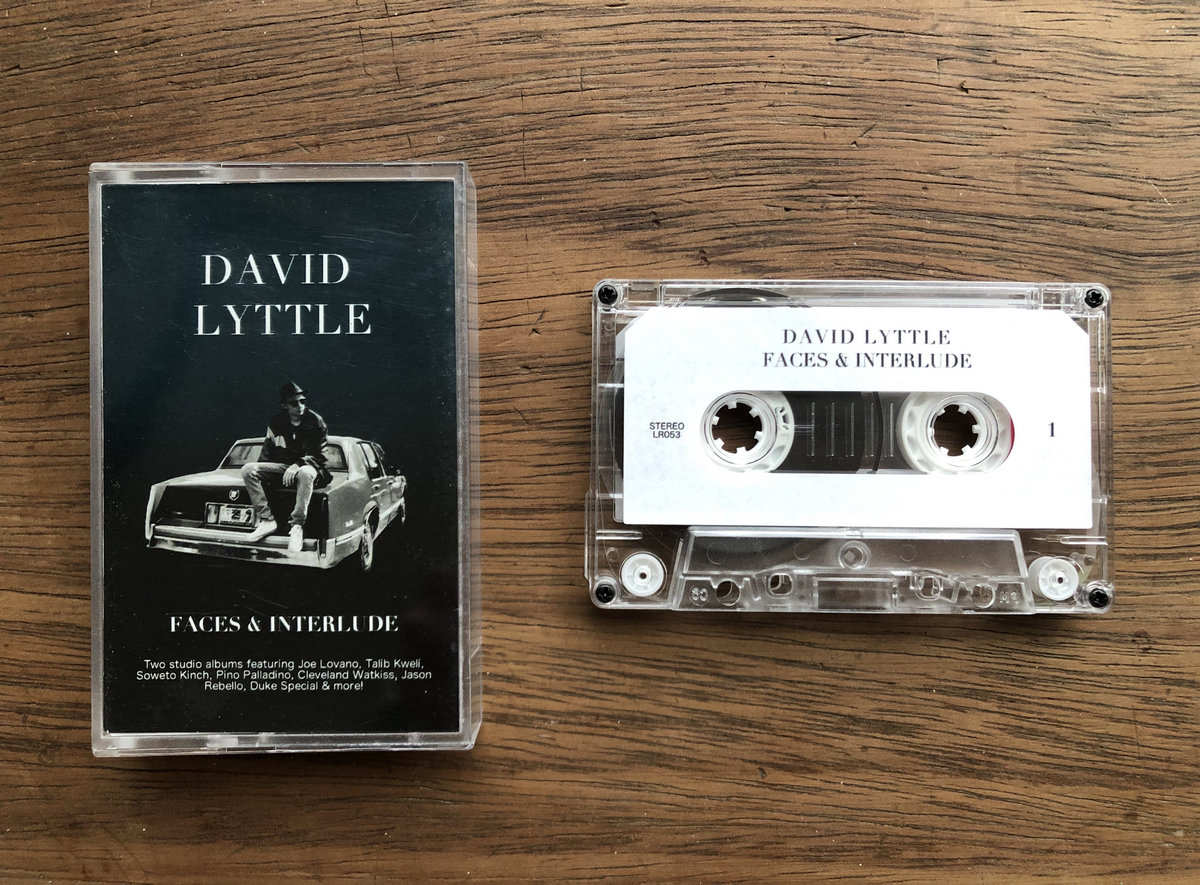 DAVID
LYTTLE
FACES & INTERLUDE
Two studio albums featuring Joe Lovano, Talib Kweli,
Soweto Kinch, Pino Palladino, Cleveland Watkiss, Jason
Rebello, Duke Special & more!
DAVID LYTTLE
FACES & INTERLUDE
STEREO
LR053
1